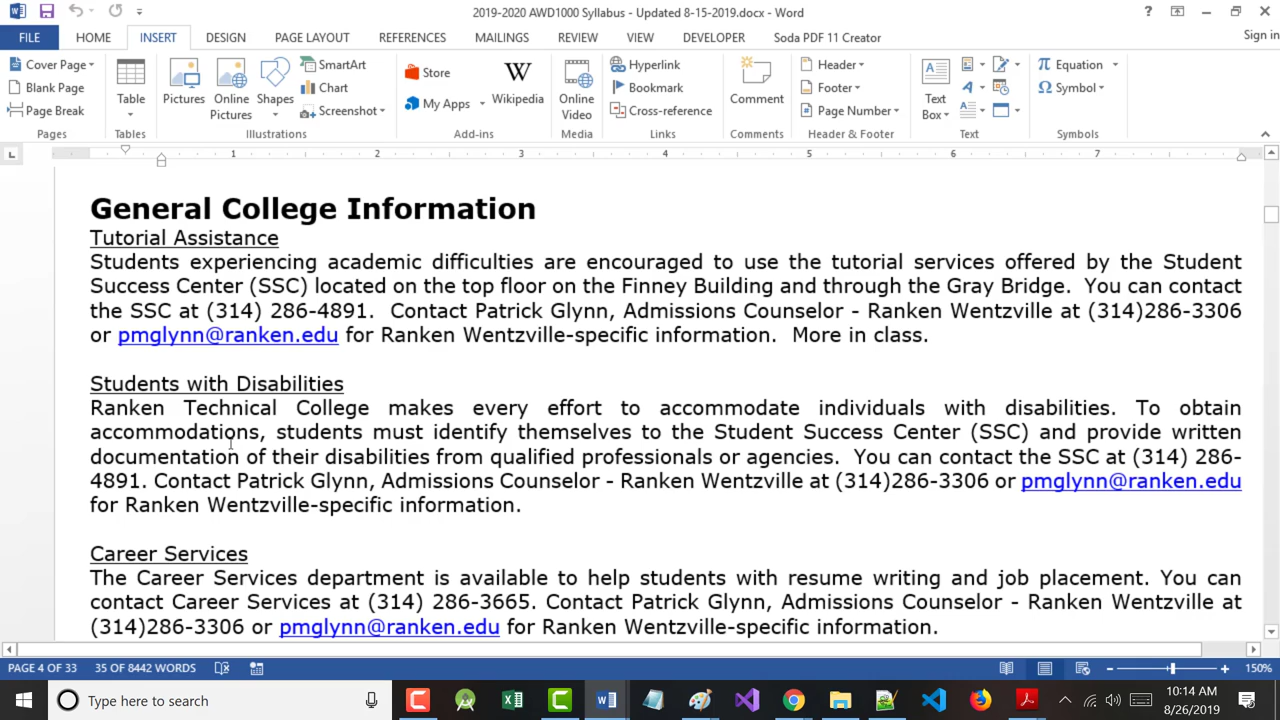 2019-2020 AWD1000 Syllabus - Updated 8-15-2019.docx - Word
Sign in
FILE HOME INSERT DESIGN PAGE LAYOUT REFERENCES MAILINGS REVIEW VIEW DEVELOPER Soda PDF 11 Creator
Cover Page
Blank Page
Page Break
Table
Pictures
Online Pictures
Shapes
SmartArt
Chart
Screenshot
Store
My Apps
Wikipedia
Online Video
Hyperlink
Bookmark
Cross-reference
Comment
Header
Footer
Page Number
Text Box
Equation
Symbol
Pages Tables Illustrations Add-ins Media Links Comments Header & Footer Text Symbols
1 2 3 4 5 6 7
General College Information
Tutorial Assistance
Students experiencing academic difficulties are encouraged to use the tutorial services offered by the Student
Success Center (SSC) located on the top floor on the Finney Building and through the Gray Bridge. You can contact
the SSC at (314) 286-4891. Contact Patrick Glynn, Admissions Counselor - Ranken Wentzville at (314)286-3306
or pmglynn@ranken.edu for Ranken Wentzville-specific information. More in class.
Students with Disabilities
Ranken Technical College makes every effort to accommodate individuals with disabilities. To obtain
accommodations, students must identify themselves to the Student Success Center (SSC) and provide written
documentation of their disabilities from qualified professionals or agencies. You can contact the SSC at (314) 286-
4891. Contact Patrick Glynn, Admissions Counselor - Ranken Wentzville at (314)286-3306 or pmglynn@ranken.edu
for Ranken Wentzville-specific information.
Career Services
The Career Services department is available to help students with resume writing and job placement. You can
contact Career Services at (314) 286-3665. Contact Patrick Glynn, Admissions Counselor - Ranken Wentzville at
(314)286-3306 or pmglynn@ranken.edu for Ranken Wentzville-specific information.
PAGE 4 OF 33 35 OF 8442 WORDS 150%
Type here to search
10:14 AM
8/26/2019